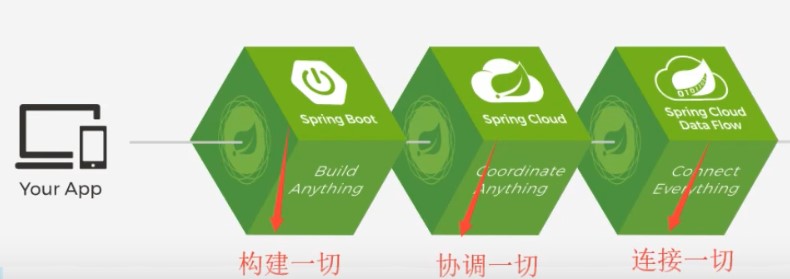 Your App
Spring Boot
Build
Anything
构建一切
Spring Cloud
Coordinate
Anything
协调一切
Spring Cloud
Data Flow
Connect
Everything
连接一切